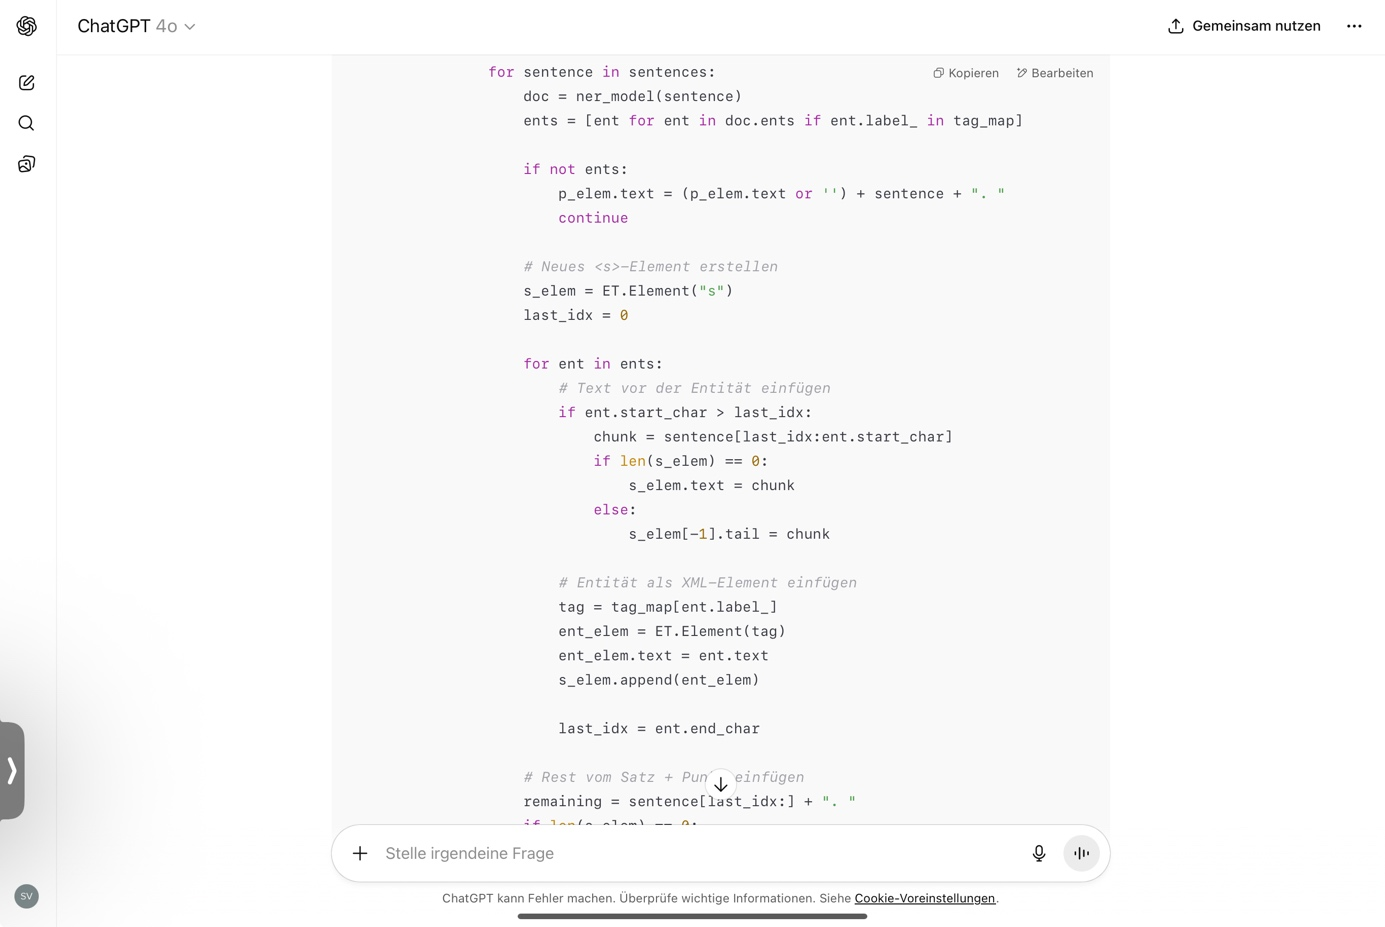 ChatGPT 4o
Gemeinsam nutzen
Kopieren
Bearbeiten
for sentence in sentences:
doc = ner_model(sentence)
ents = [ent for ent in doc.ents if ent.label_ in tag_map]
if not ents:
p_elem.text = (p_elem.text or '') + sentence + ". "
continue
# Neues <s>-Element erstellen
s_elem = ET.Element("s")
last_idx = 0
for ent in ents:
# Text vor der Entität einfügen
if ent.start_char > last_idx:
chunk = sentence[last_idx:ent.start_char]
if len(s_elem) == 0:
s_elem.text = chunk
else:
s_elem[-1].tail = chunk
# Entität als XML-Element einfügen
tag = tag_map[ent.label_]
ent_elem = ET.Element(tag)
ent_elem.text = ent.text
s_elem.append(ent_elem)
last_idx = ent.end_char
# Rest vom Satz + Punkt einfügen
remaining = sentence[last_idx:] + ". "
if len(s_elem) == 0:
Stelle irgendeine Frage
SV
ChatGPT kann Fehler machen. Überprüfe wichtige Informationen. Siehe Cookie-Voreinstellungen.